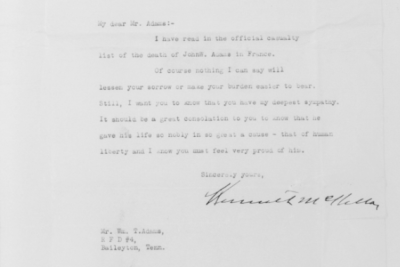 My dear Mr. Adams:-
I have read in the official casualty
list of the death of John Q. Adams in France.
Of course nothing I can say will
lessen your sorrow or make your burden easier to bear.
Still, I want you to know that you have my deepest sympathy.
It should be a great consolation to you to know that he
gave his life so nobly in so great a cause - that of human
liberty and I know you must feel very proud of him.
Sincerely yours,
Kenneth McKellar
Mr. Wm. T. Adams,
R F D #4,
Baileyton, Tenn.